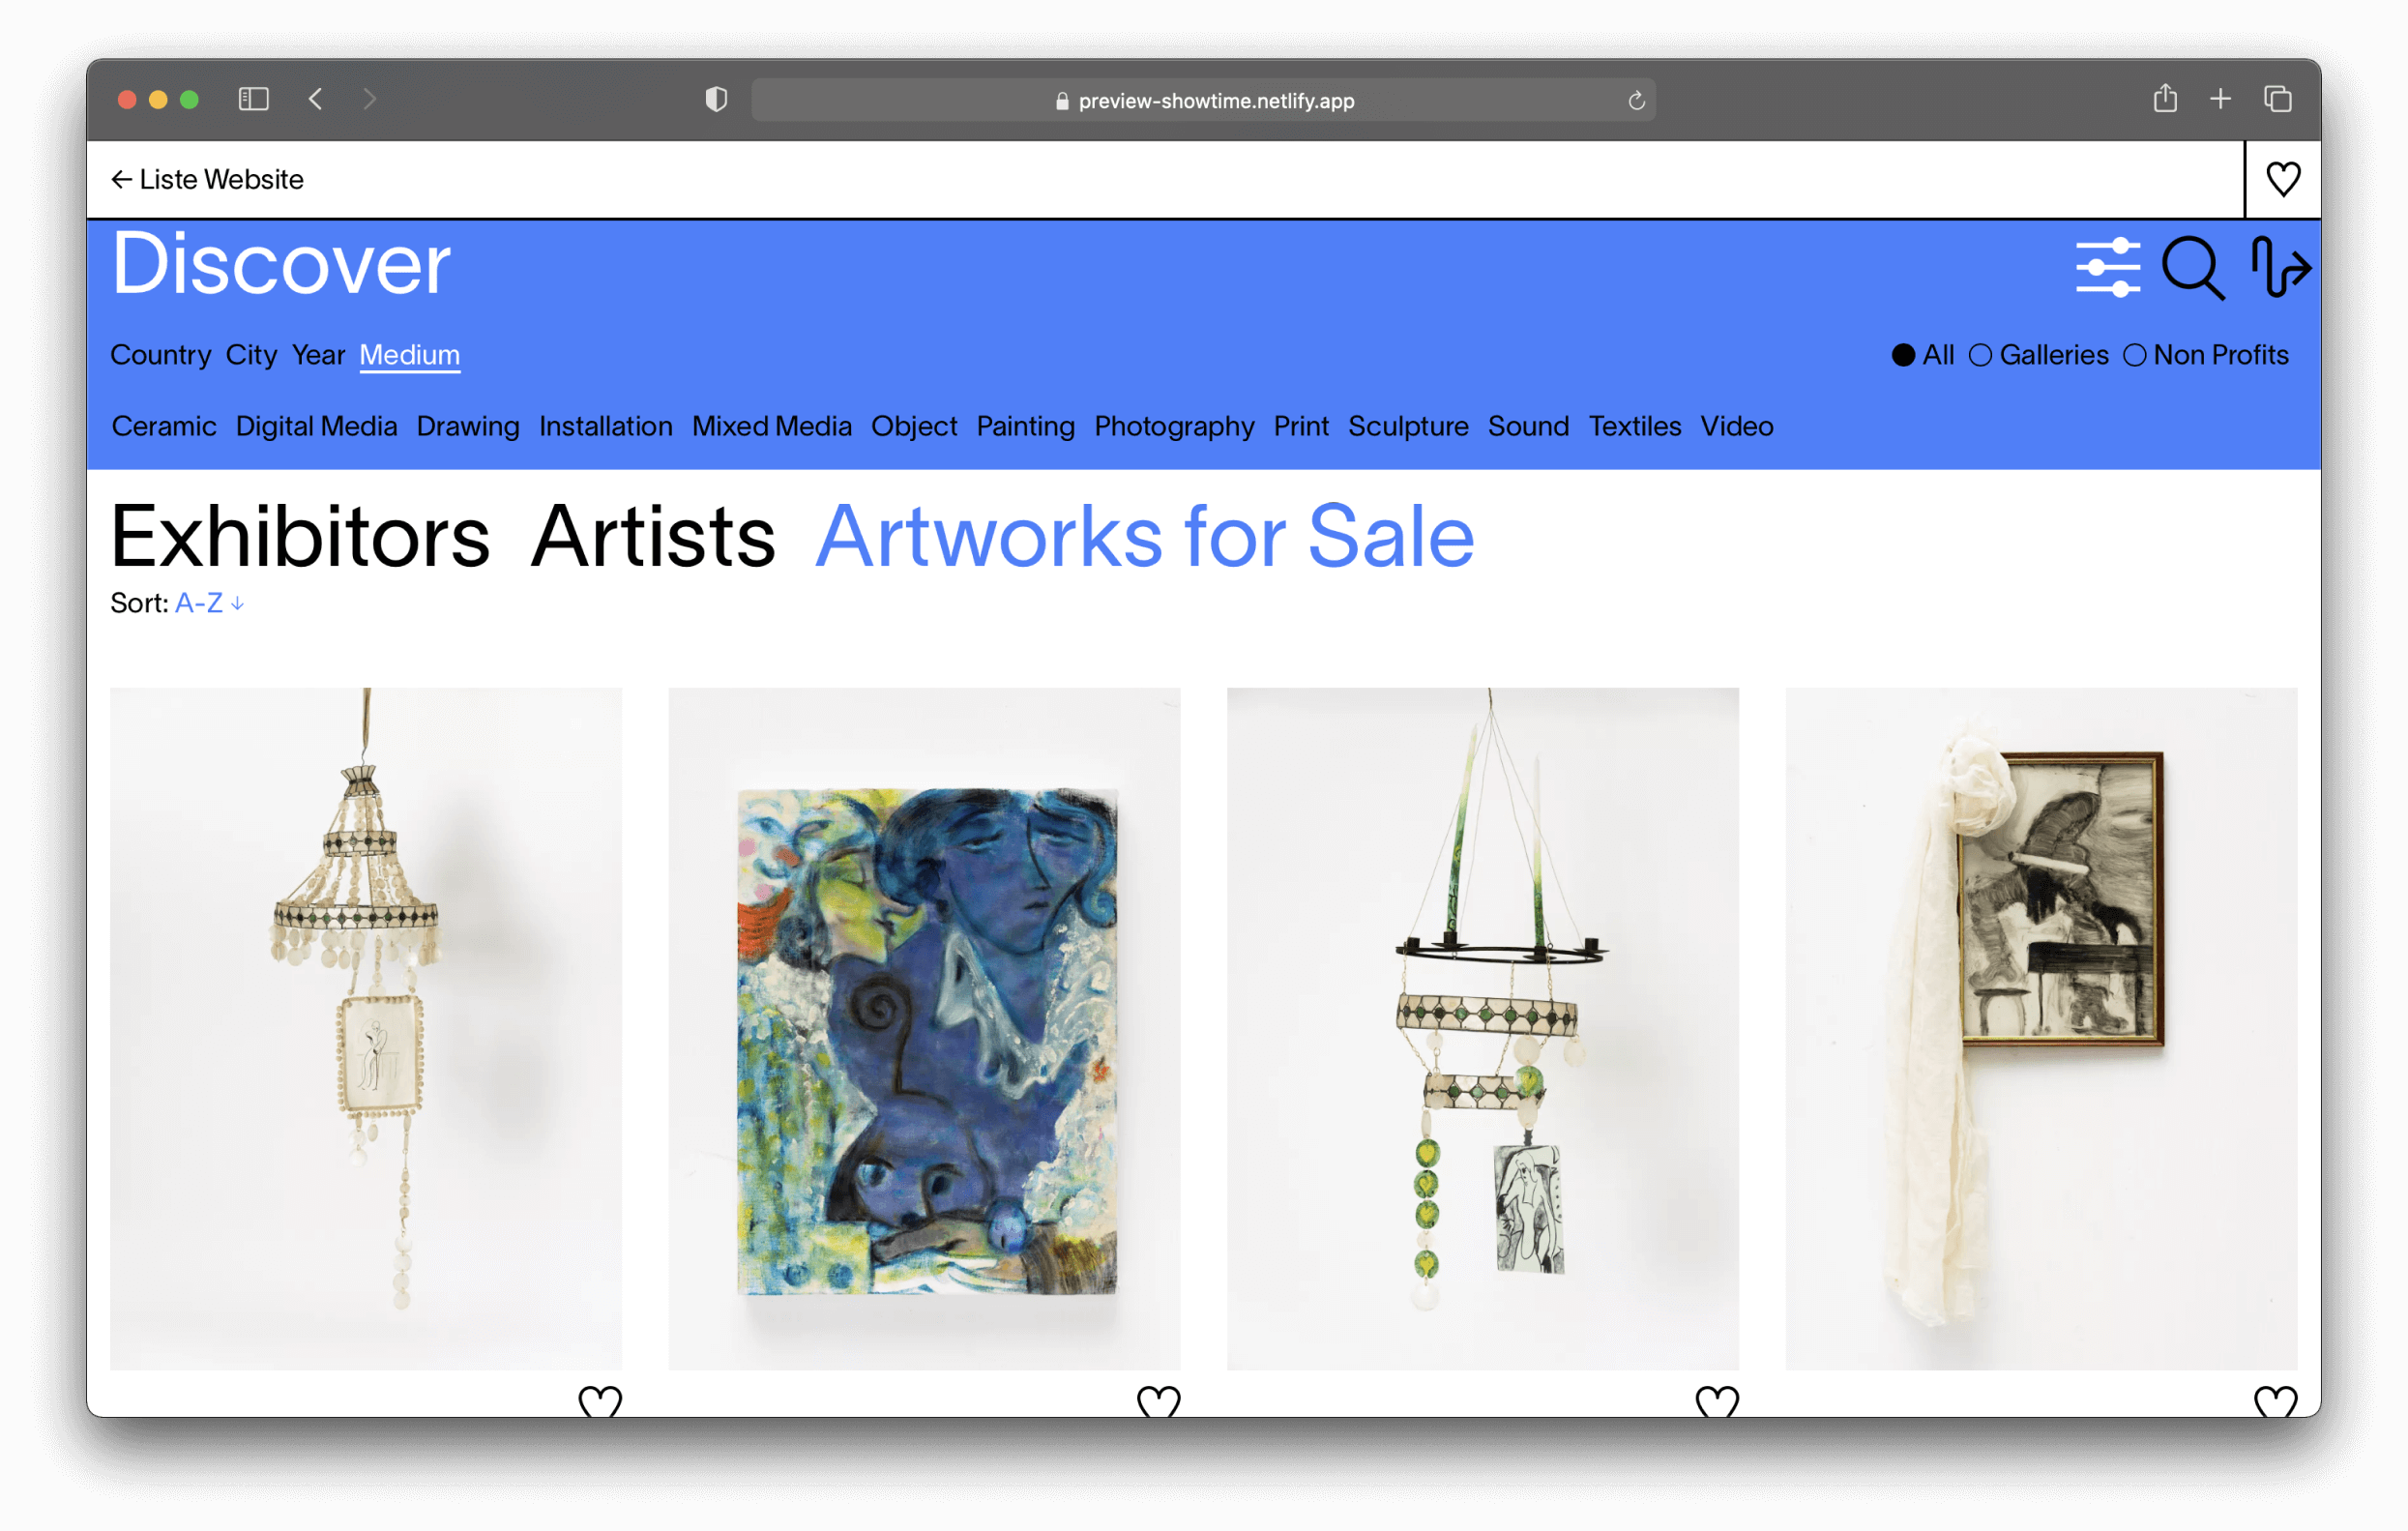 preview-showtime.netlify.app
← Liste Website
Discover
Country City Year Medium
All Galleries Non Profits
Ceramic Digital Media Drawing Installation Mixed Media Object Painting Photography Print Sculpture Sound Textiles Video
Exhibitors Artists Artworks for Sale
Sort: A-Z ↓